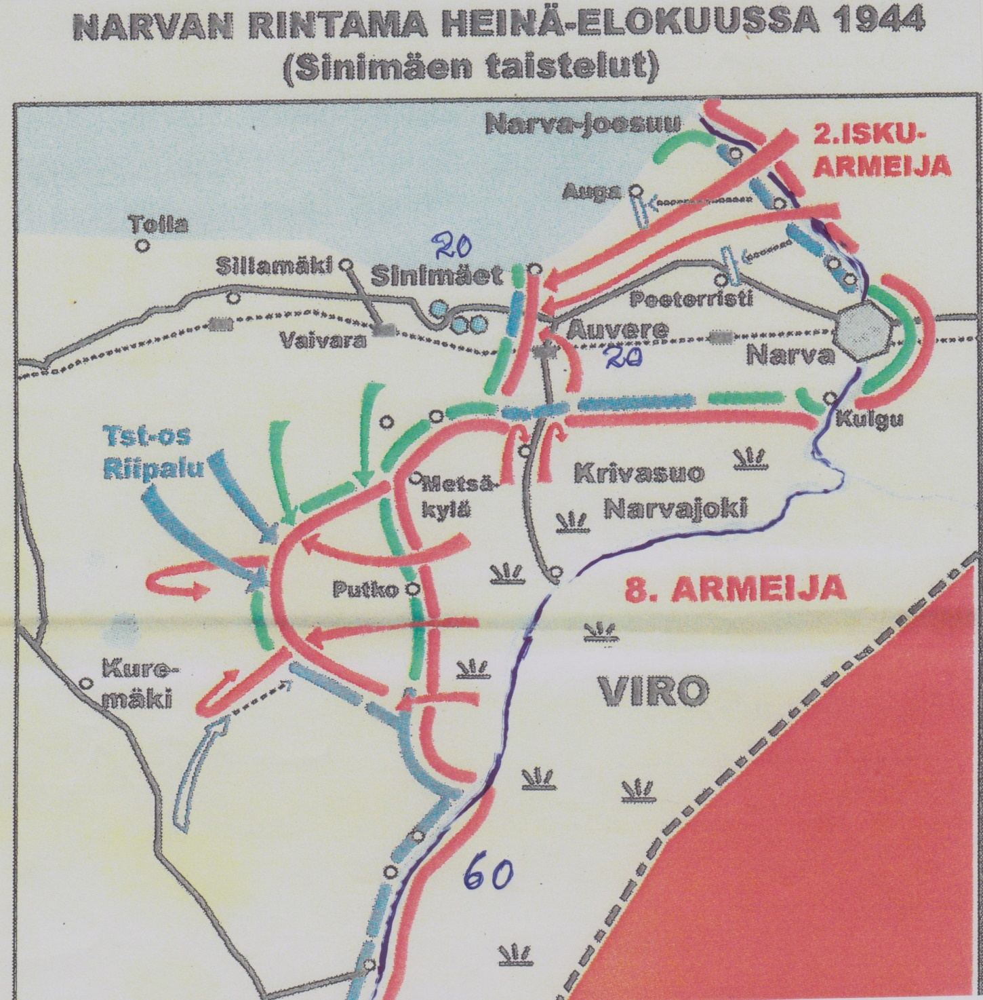 NARVAN RINTAMA HEINÄ-ELOKUUSSA 1944
(Sinimäen taistelut)
Narva-Joesuu
2.ISKU-
ARMEIJA
Auga
Toila
20
Sillamäki
Sinimäet
Peeterristi
Vaivara
Auvere
20
Narva
Kulgu
Tst-os
Riipalu
Metsä-
kylä
Krivasuo
Narvajoki
Putko
8. ARMEIJA
Kure-
mäki
VIRO
60